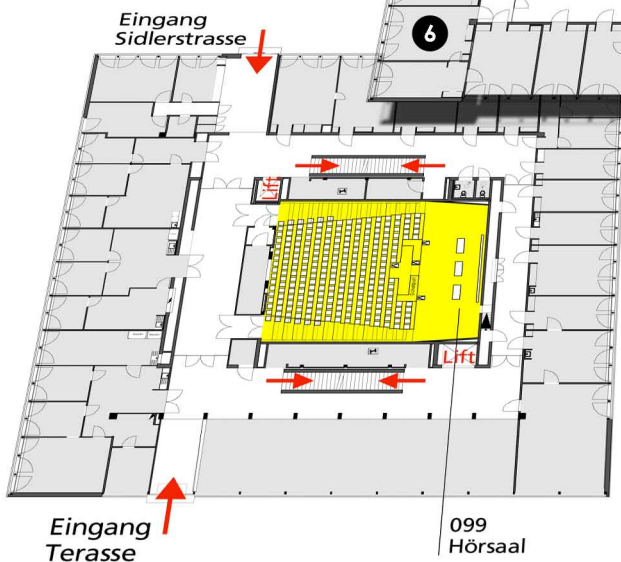 Eingang
Sidlerstrasse
6
Lift
Lift
Eingang
Terasse
099
Hörsaal